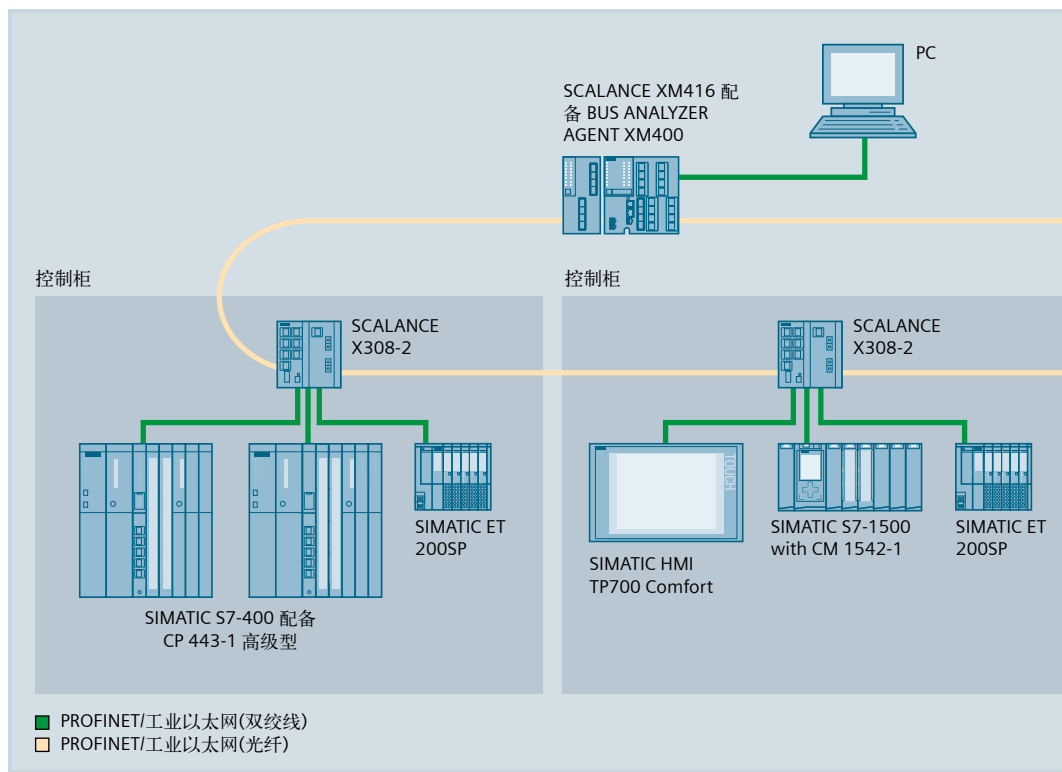 PC
SCALANCE XM416 配
备 BUS ANALYZER
AGENT XM400
控制柜
控制柜
SCALANCE
X308-2
SCALANCE
X308-2
TOUCH
SIMATIC ET
200SP
SIMATIC S7-1500
with CM 1542-1
SIMATIC ET
200SP
SIMATIC HMI
TP700 Comfort
SIMATIC S7-400 配备
CP 443-1 高级型
PROFINET/工业以太网(双绞线)
PROFINET/工业以太网(光纤)